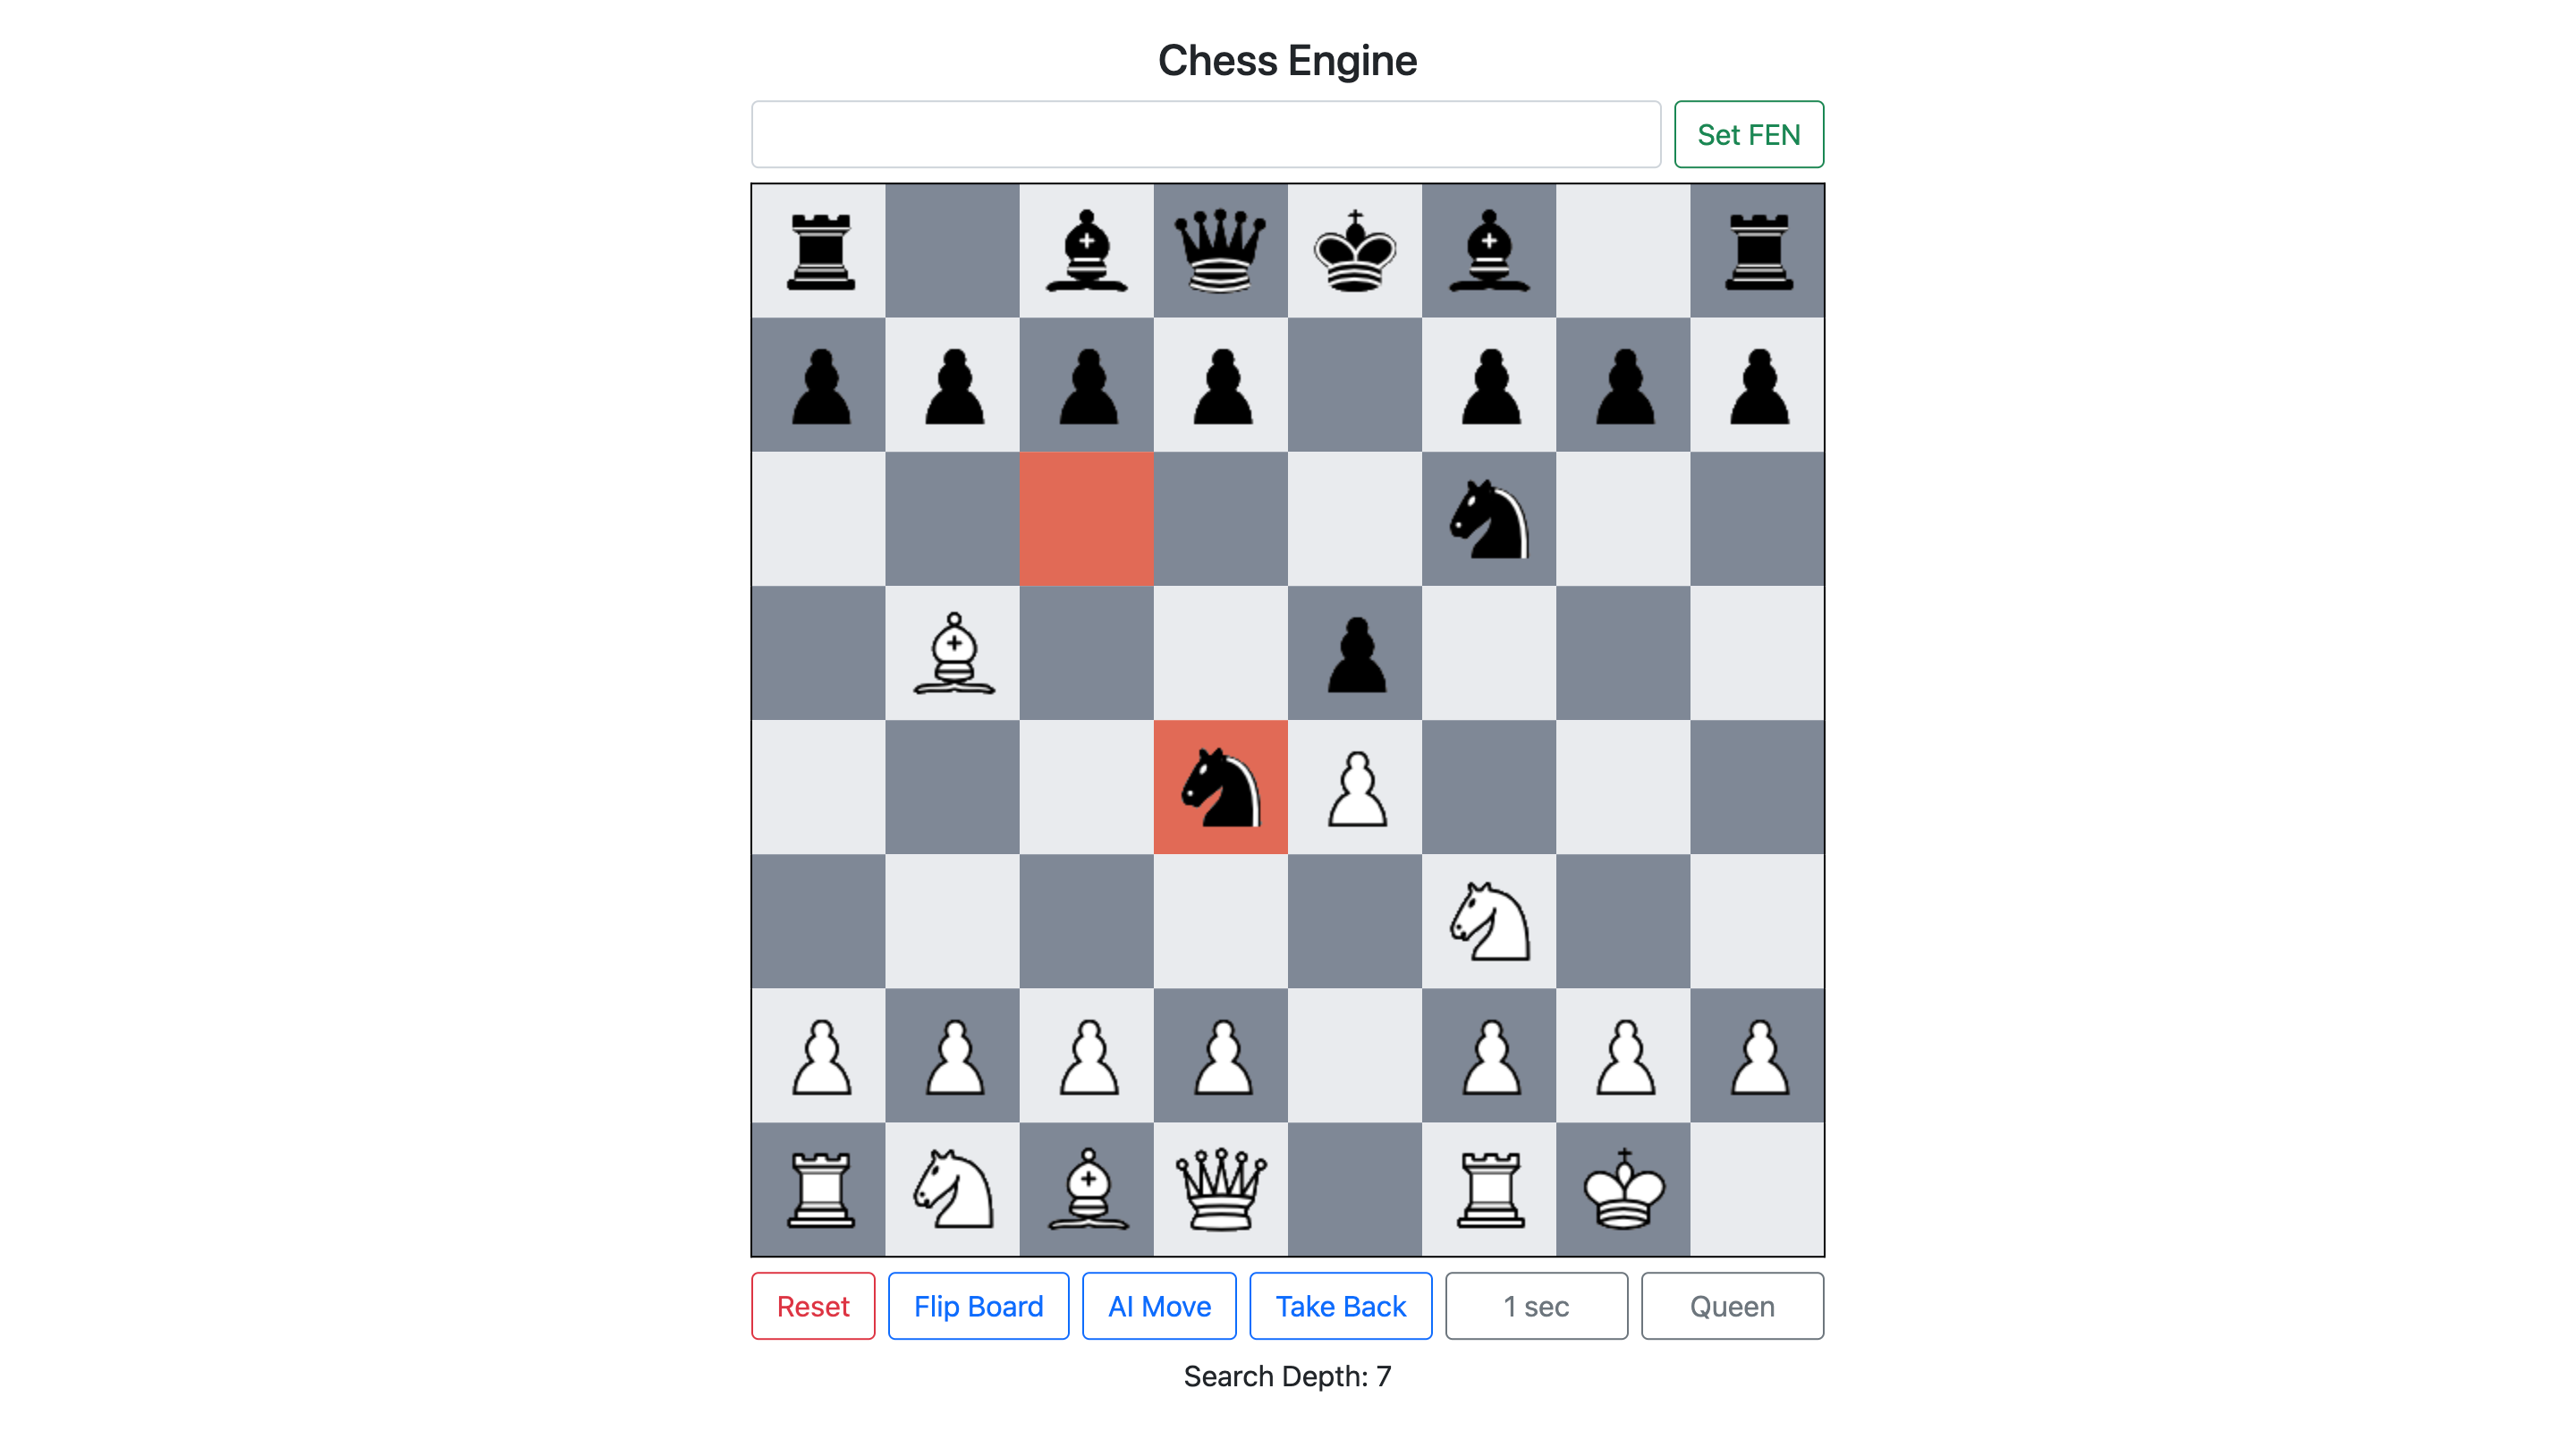 Chess Engine
Set FEN
Reset Flip Board AI Move Take Back 1 sec Queen
Search Depth: 7